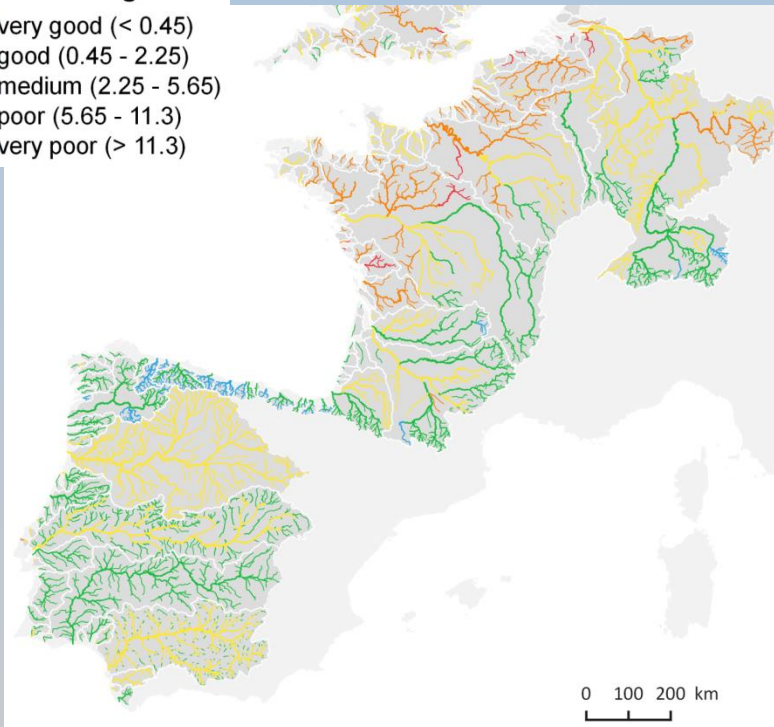 very good (< 0.45)
good (0.45 - 2.25)
medium (2.25 - 5.65)
poor (5.65 - 11.3)
very poor (> 11.3)
0 100 200 km